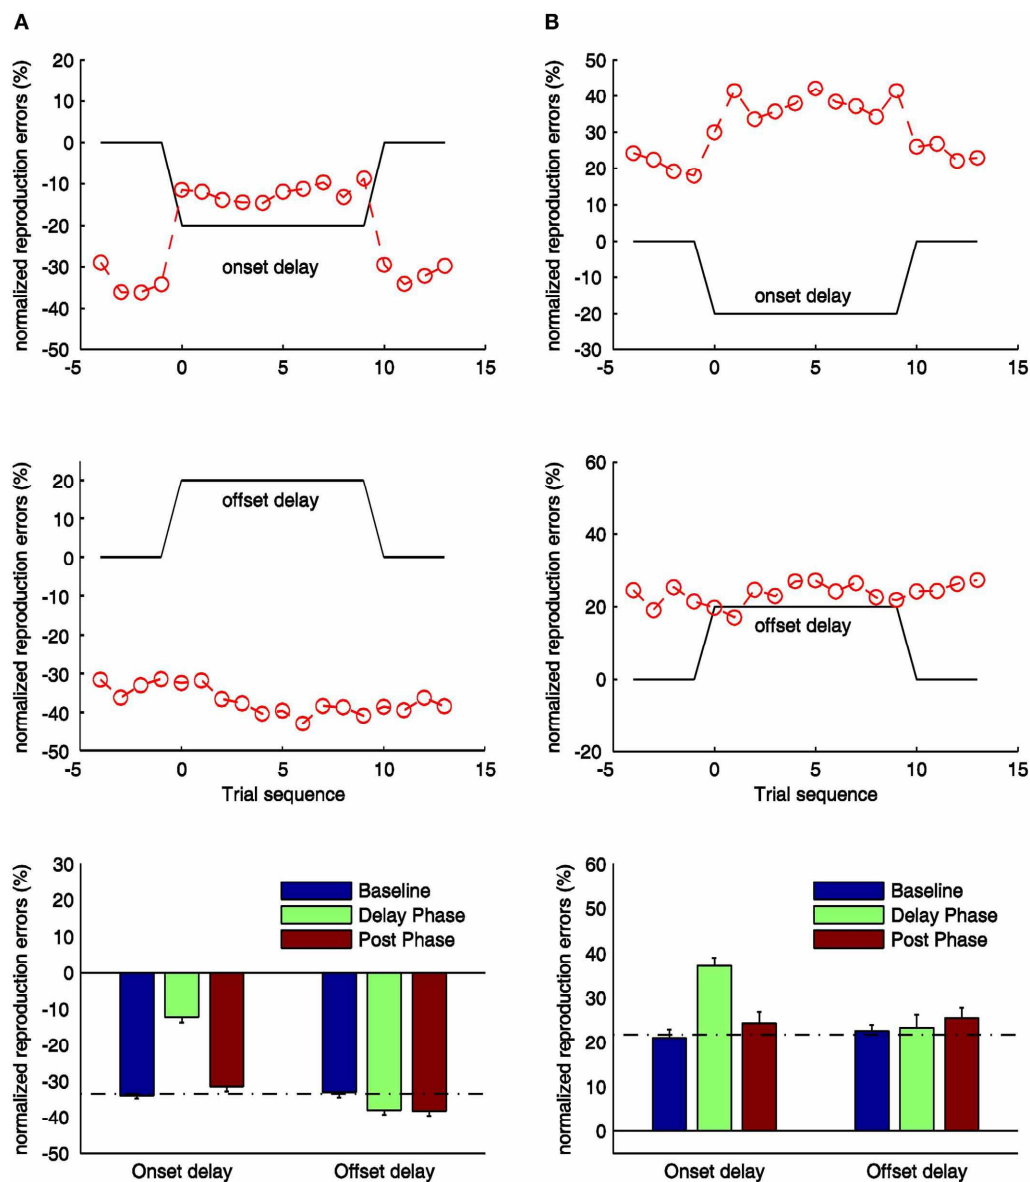 A
B
normalized reproduction errors (%)
20
10
0
-10
-20
-30
-40
-50
onset delay
-5
0
5
10
15
normalized reproduction errors (%)
50
40
30
20
10
0
-10
-20
-30
onset delay
-5
0
5
10
15
normalized reproduction errors (%)
20
10
0
-10
-20
-30
-40
-50
offset delay
-5
0
5
10
15
Trial sequence
normalized reproduction errors (%)
60
40
20
0
-20
offset delay
-5
0
5
10
15
Trial sequence
normalized reproduction errors (%)
30
20
10
0
-10
-20
-30
-40
-50
Baseline
Delay Phase
Post Phase
Onset delay
Offset delay
normalized reproduction errors (%)
60
50
40
30
20
10
0
Baseline
Delay Phase
Post Phase
Onset delay
Offset delay